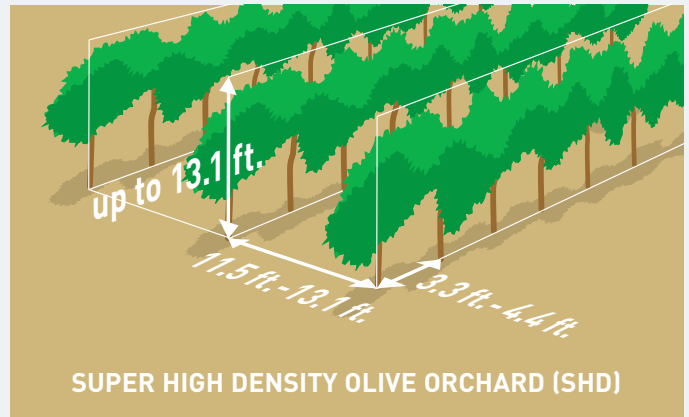 up to 13.1 ft.
11.5 ft. - 13.1 ft.
3.3 ft. - 4.4 ft.
SUPER HIGH DENSITY OLIVE ORCHARD (SHD)